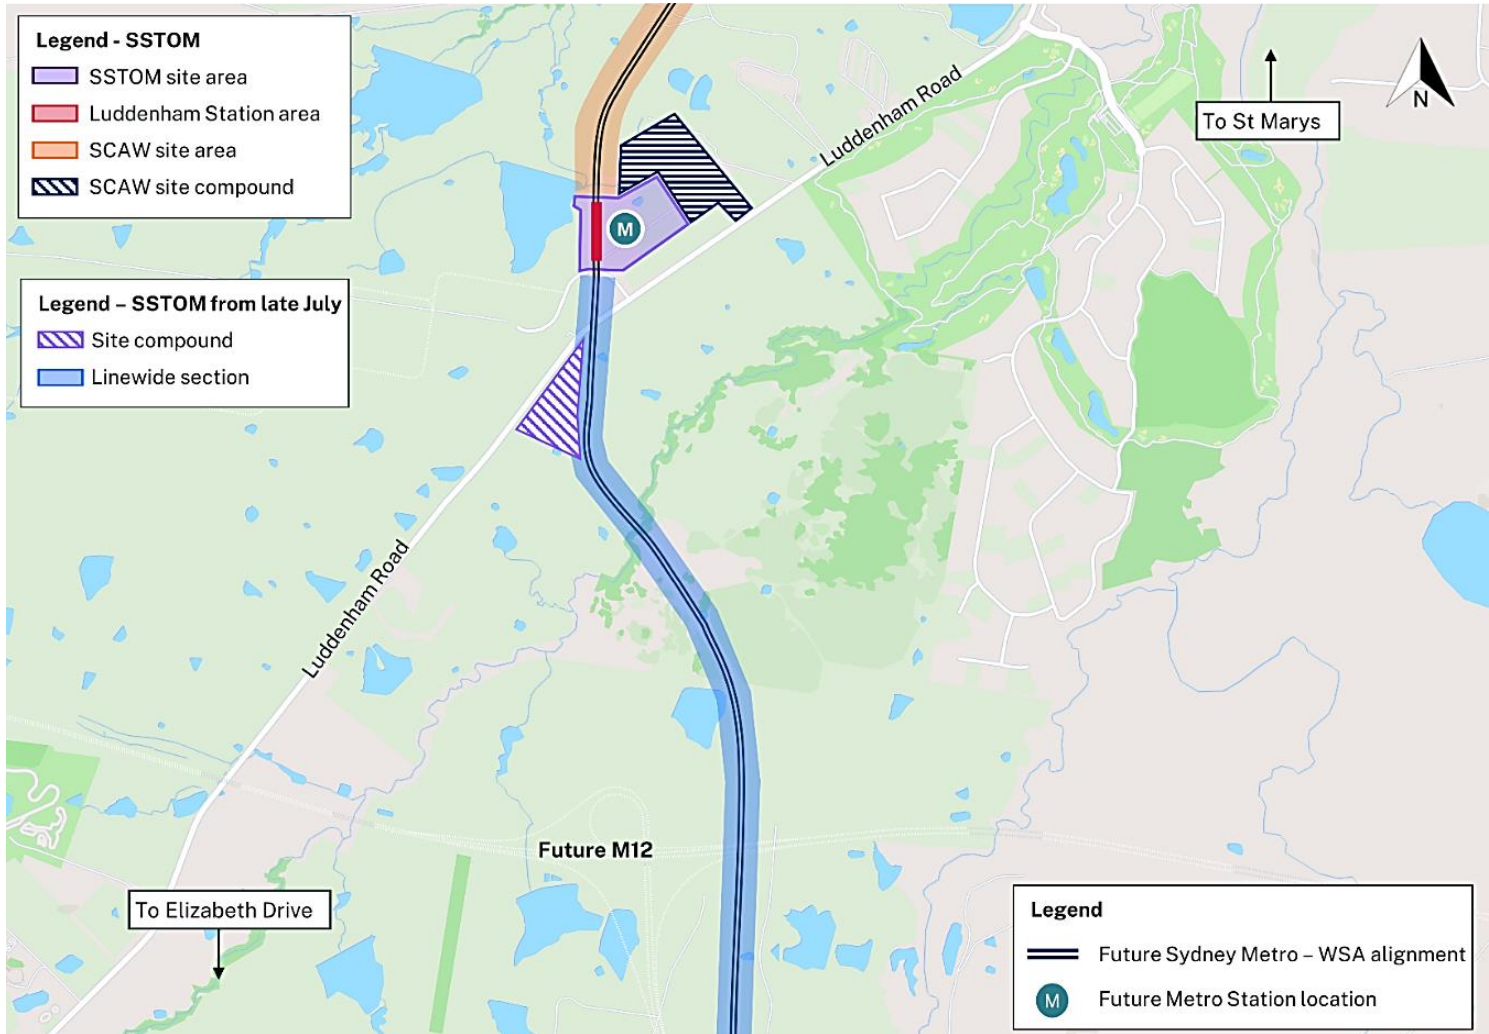 Legend - SSTOM
SSTOM site area
Luddenham Station area
SCAW site area
SCAW site compound
Legend – SSTOM from late July
Site compound
Linewide section
Luddenham Road
To St Marys
N
M
Luddenham Road
Future M12
To Elizabeth Drive
Legend
Future Sydney Metro – WSA alignment
M
Future Metro Station location